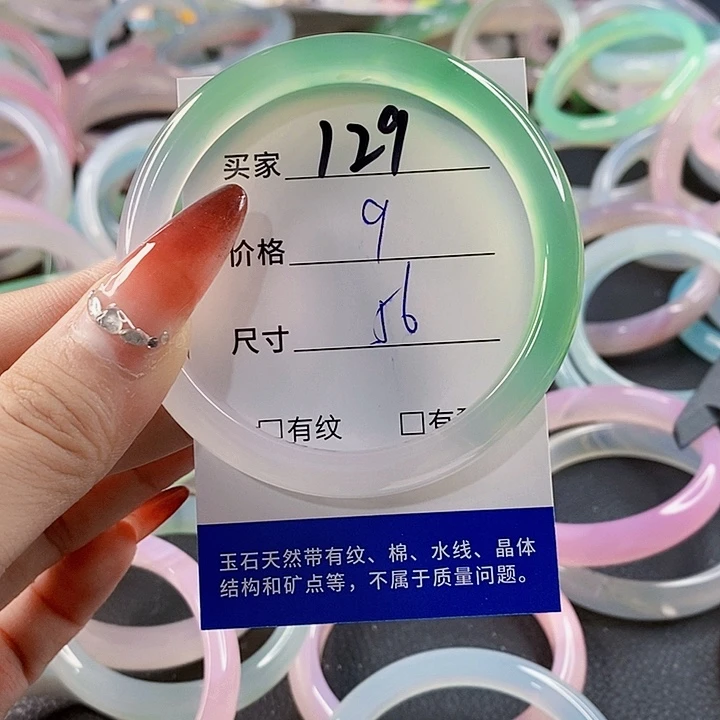 买家 129
价格 9
尺寸 56
□有纹 □有
玉石天然带有纹、棉、水线、晶体
结构和矿点等，不属于质量问题。